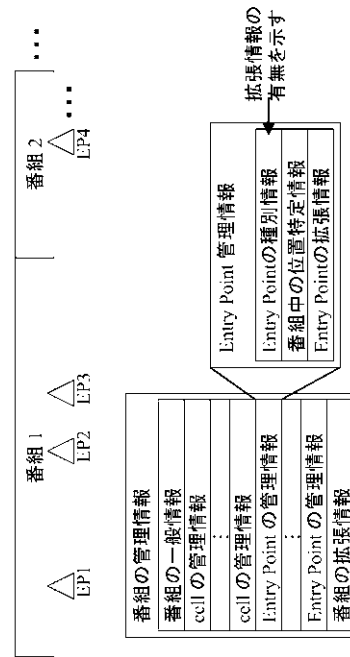 番組 1
番組 2
• • •
EP1
EP2
EP3
EP4
• • •
番組の管理情報
番組の一般情報
cell の管理情報
⋮
cell の管理情報
Entry Point の管理情報
⋮
Entry Point の管理情報
番組の拡張情報
Entry Point 管理情報
Entry Pointの種別情報
番組中の位置特定情報
Entry Pointの拡張情報
拡張情報の
有無を示す